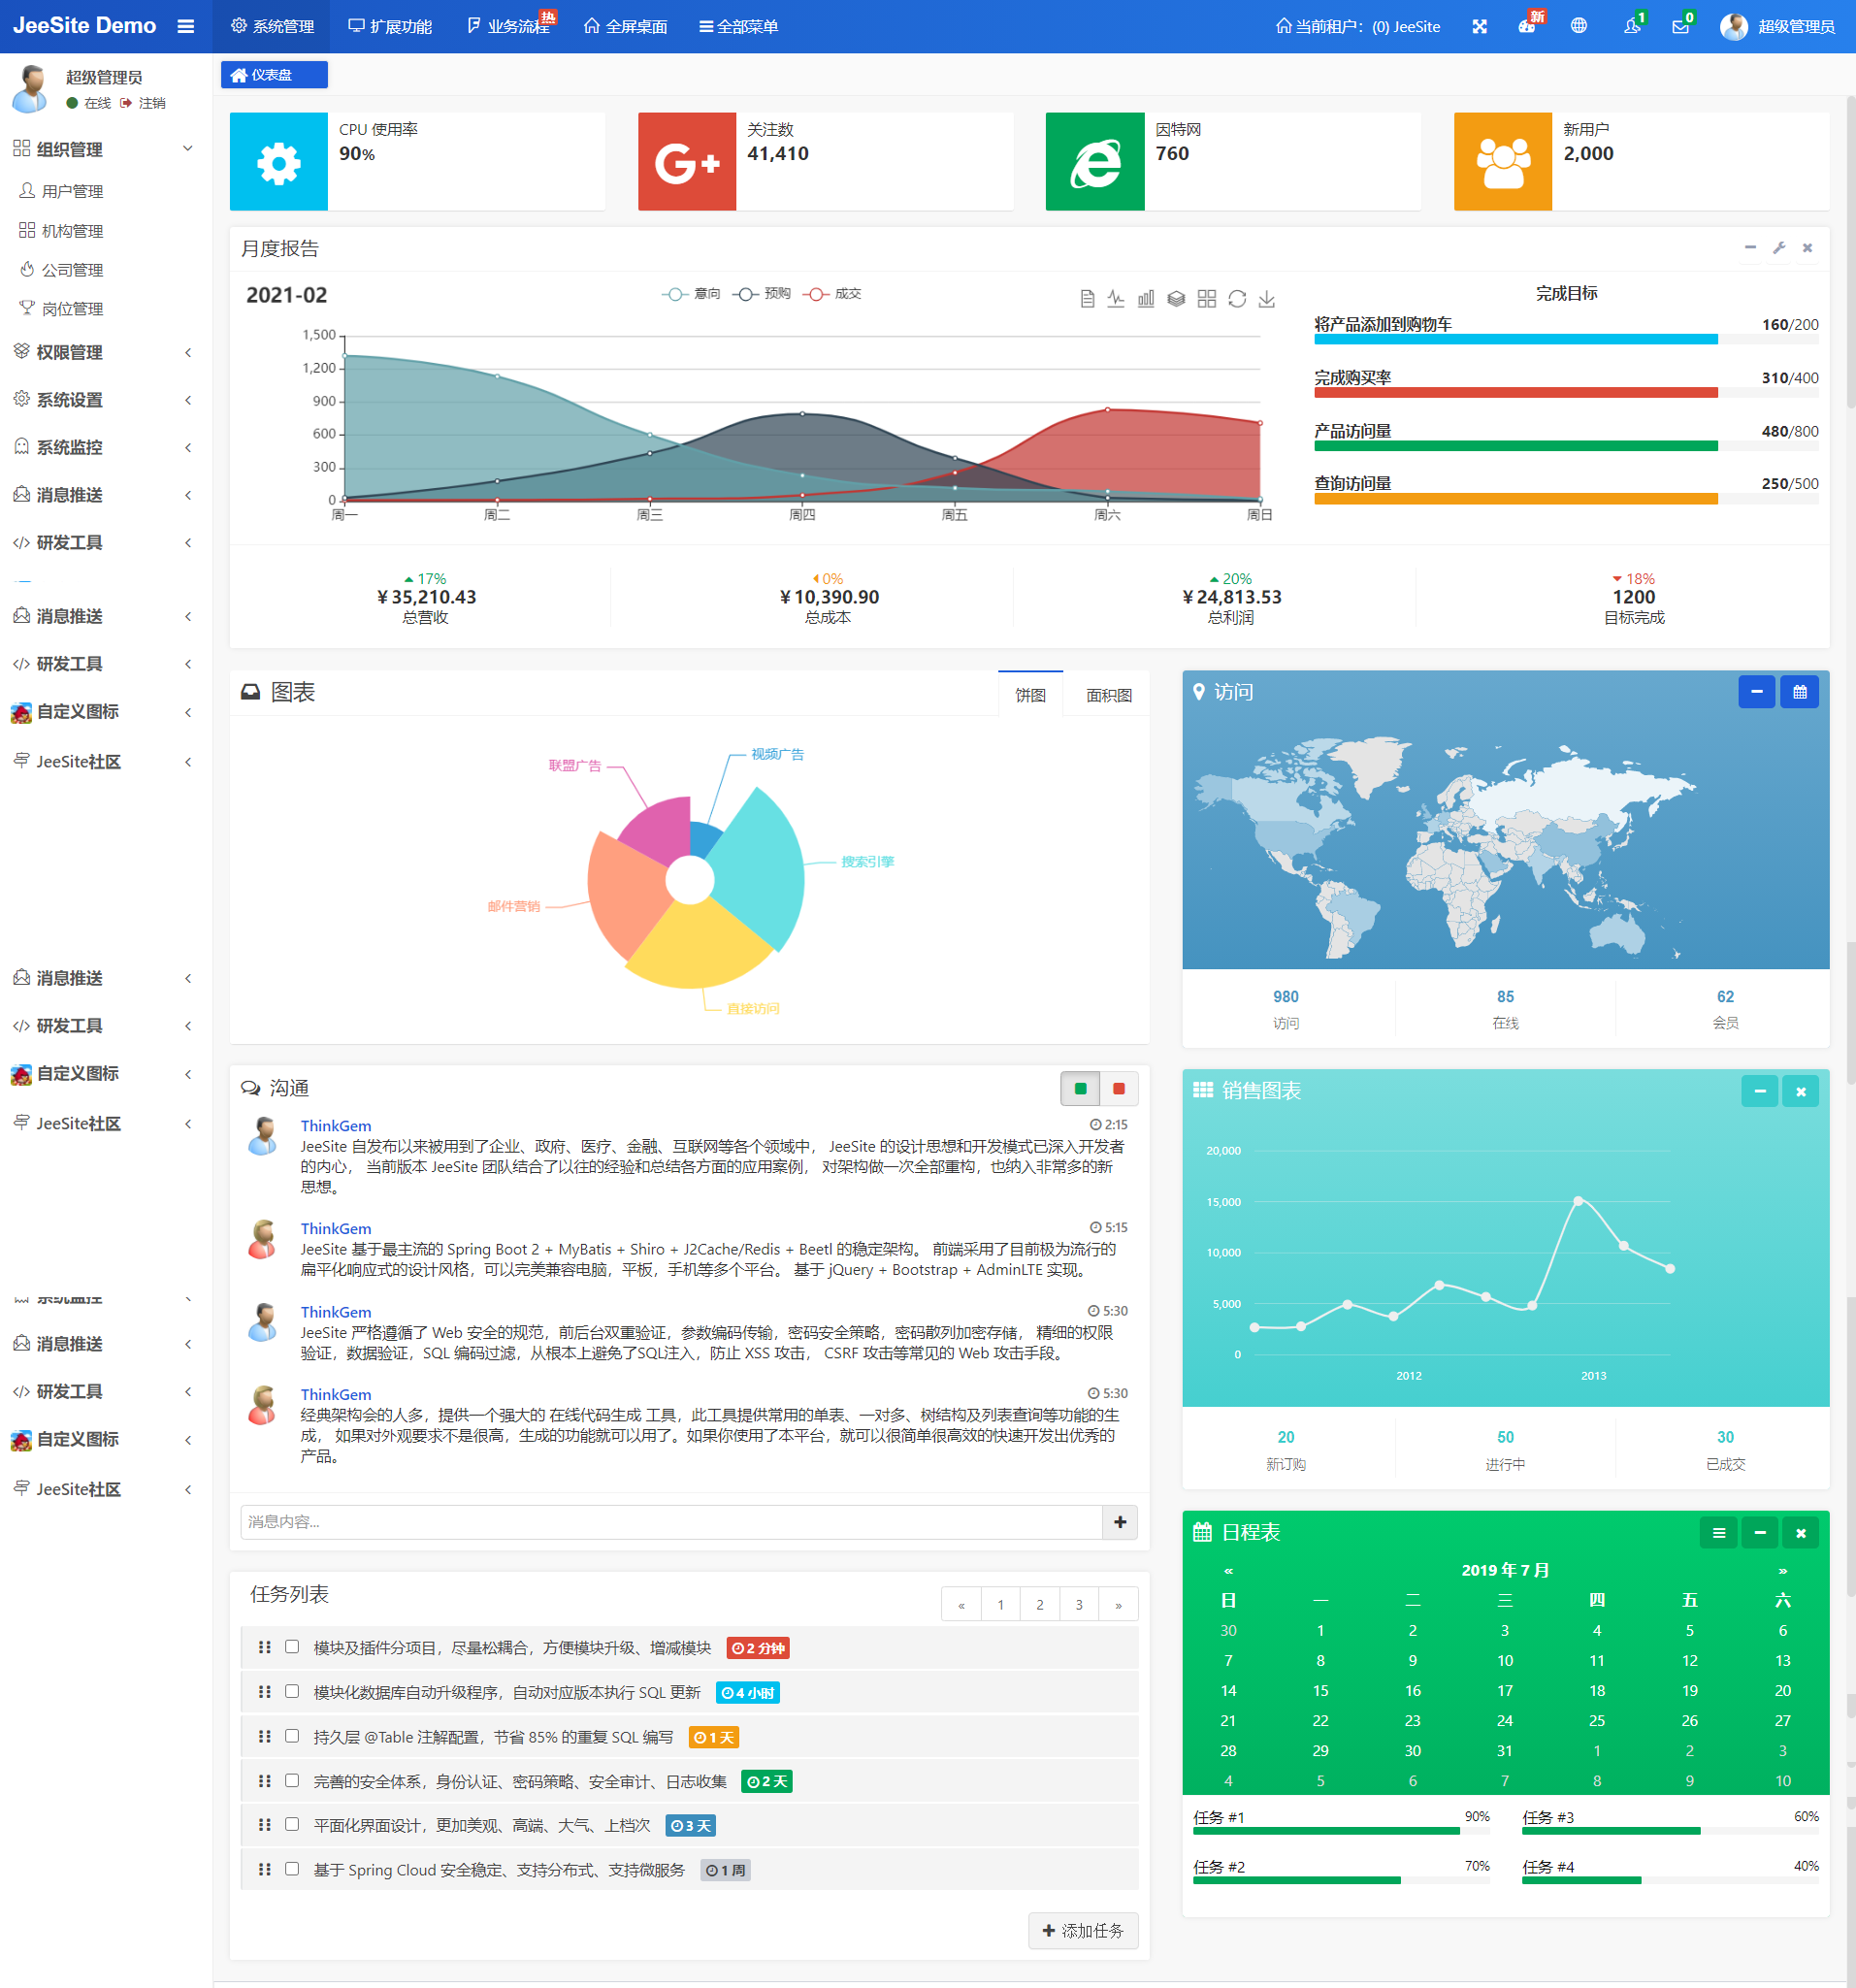 JeeSite Demo
系统管理
扩展功能
业务流程
热
全屏桌面
全部菜单
当前租户：(0) JeeSite
新
1
0
超级管理员
超级管理员
在线 注销
组织管理
用户管理
机构管理
公司管理
岗位管理
权限管理
系统设置
系统监控
消息推送
研发工具
消息推送
研发工具
自定义图标
JeeSite社区
消息推送
研发工具
自定义图标
JeeSite社区
系统监控
消息推送
研发工具
自定义图标
JeeSite社区
仪表盘
CPU 使用率
90%
关注数
41,410
因特网
760
新用户
2,000
月度报告
2021-02
意向 预购 成交
1,500
1,200
900
600
300
0
周一 周二 周三 周四 周五 周六 周日
完成目标
将产品添加到购物车 160/200
完成购买率 310/400
产品访问量 480/800
查询访问量 250/500
17%
¥ 35,210.43
总营收
0%
¥ 10,390.90
总成本
20%
¥ 24,813.53
总利润
18%
1200
目标完成
图表
饼图 面积图
视频广告
联盟广告
搜索引擎
邮件营销
直接访问
沟通
ThinkGem 2:15
JeeSite 自发布以来被用到了企业、政府、医疗、金融、互联网等各个领域中， JeeSite 的设计思想和开发模式已深入开发者
的内心， 当前版本 JeeSite 团队结合了以往的经验和总结各方面的应用案例， 对架构做一次全部重构，也纳入非常多的新
思想。
ThinkGem 5:15
JeeSite 基于最主流的 Spring Boot 2 + MyBatis + Shiro + J2Cache/Redis + Beetl 的稳定架构。 前端采用了目前极为流行的
扁平化响应式的设计风格，可以完美兼容电脑，平板，手机等多个平台。 基于 jQuery + Bootstrap + AdminLTE 实现。
ThinkGem 5:30
JeeSite 严格遵循了 Web 安全的规范，前后台双重验证，参数编码传输，密码安全策略，密码散列加密存储， 精细的权限
验证，数据验证，SQL 编码过滤，从根本上避免了SQL注入，防止 XSS 攻击， CSRF 攻击等常见的 Web 攻击手段。
ThinkGem 5:30
经典架构会的人多，提供一个强大的 在线代码生成 工具，此工具提供常用的单表、一对多、树结构及列表查询等功能的生
成， 如果对外观要求不是很高，生成的功能就可以用了。如果你使用了本平台，就可以很简单很高效的快速开发出优秀的
产品。
消息内容...
任务列表
« 1 2 3 »
模块及插件分项目，尽量松耦合，方便模块升级、增减模块 2 分钟
模块化数据库自动升级程序，自动对应版本执行 SQL 更新 4 小时
持久层 @Table 注解配置，节省 85% 的重复 SQL 编写 1 天
完善的安全体系，身份认证、密码策略、安全审计、日志收集 2 天
平面化界面设计，更加美观、高端、大气、上档次 3 天
基于 Spring Cloud 安全稳定、支持分布式、支持微服务 1 周
添加任务
访问
980
访问
85
在线
62
会员
销售图表
20,000
15,000
10,000
5,000
0
2012 2013
20
新订购
50
进行中
30
已成交
日程表
« 2019 年 7 月 »
日 一 二 三 四 五 六
30 1 2 3 4 5 6
7 8 9 10 11 12 13
14 15 16 17 18 19 20
21 22 23 24 25 26 27
28 29 30 31 1 2 3
4 5 6 7 8 9 10
任务 #1 90%
任务 #3 60%
任务 #2 70%
任务 #4 40%